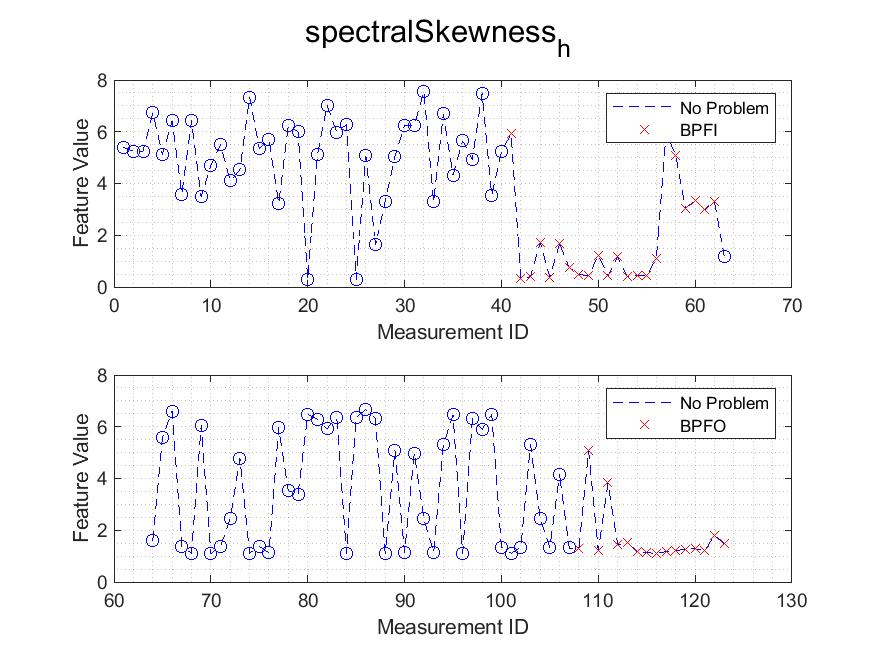 spectralSkewness_h
8
6
4
2
0
Feature Value
No Problem
BPFI
0 10 20 30 40 50 60 70
Measurement ID
8
6
4
2
0
Feature Value
No Problem
BPFO
60 70 80 90 100 110 120 130
Measurement ID